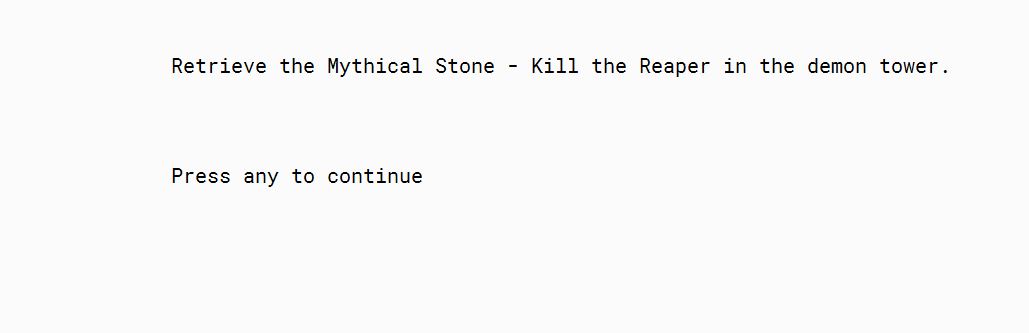 Retrieve the Mythical Stone - Kill the Reaper in the demon tower.
Press any to continue